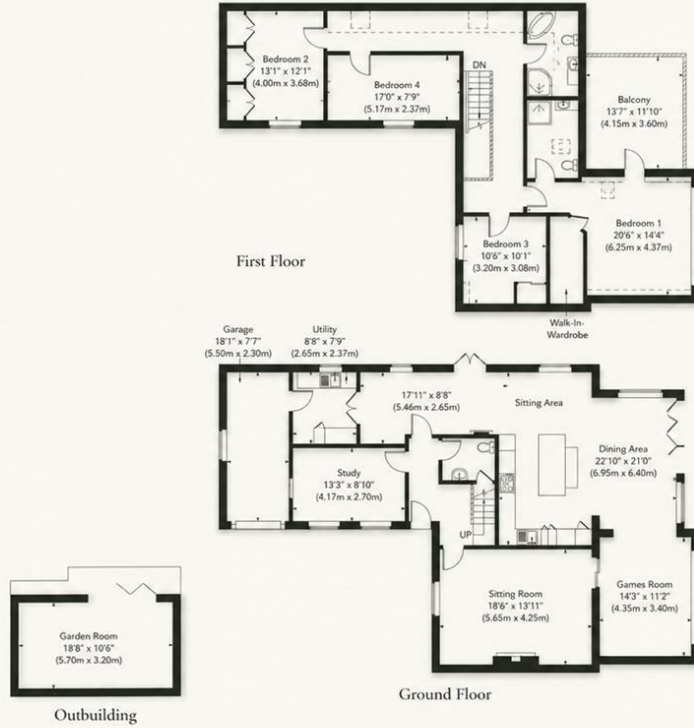 Bedroom 2
13'1" x 12'1"
(4.00m x 3.68m)
Bedroom 4
17'0" x 7'9"
(5.17m x 2.37m)
DN
Balcony
13'7" x 11'10"
(4.15m x 3.60m)
Bedroom 1
20'6" x 14'4"
(6.25m x 4.37m)
Bedroom 3
10'6" x 10'1"
(3.20m x 3.08m)
First Floor
Walk-In-
Wardrobe
Garage
18'1" x 7'7"
(5.50m x 2.30m)
Utility
8'8" x 7'9"
(2.65m x 2.37m)
17'11" x 8'8"
(5.46m x 2.65m)
Sitting Area
Dining Area
22'10" x 21'0"
(6.95m x 6.40m)
Study
13'3" x 8'10"
(4.17m x 2.70m)
UP
Sitting Room
18'6" x 13'11"
(5.65m x 4.25m)
Games Room
14'3" x 11'2"
(4.35m x 3.40m)
Garden Room
18'8" x 10'6"
(5.70m x 3.20m)
Ground Floor
Outbuilding